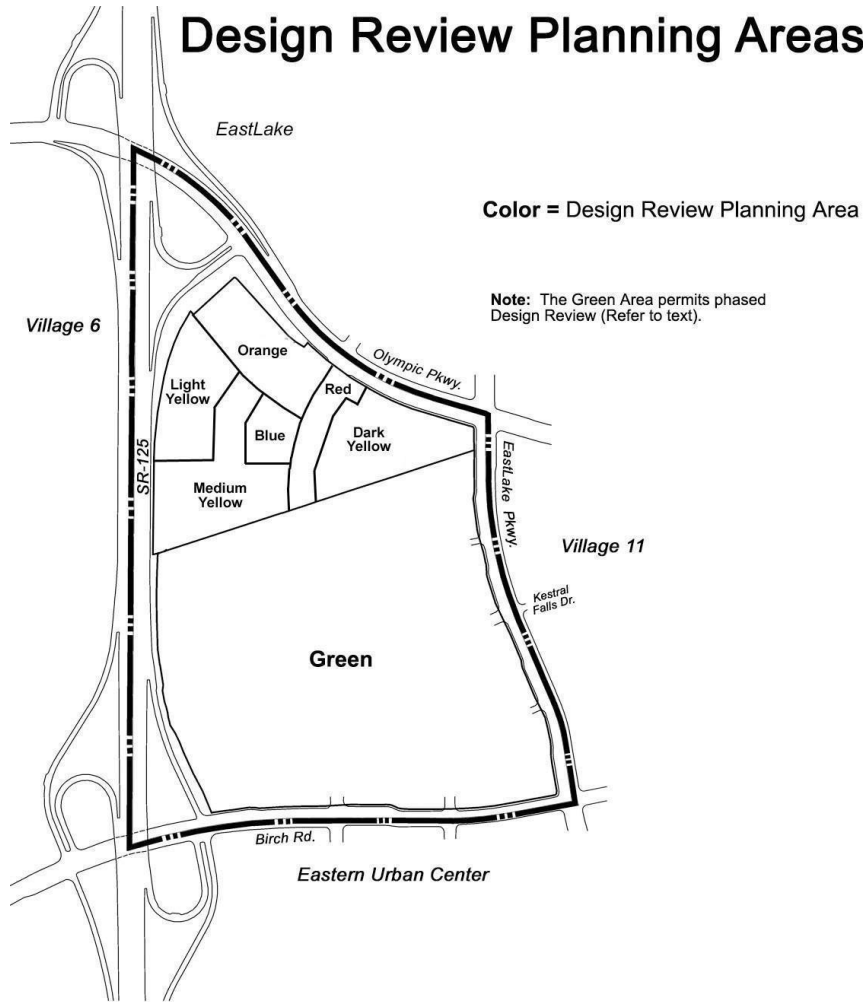 Design Review Planning Areas
EastLake
Color = Design Review Planning Area
Note: The Green Area permits phased
Design Review (Refer to text).
Village 6
Orange
Olympic Pkwy.
Light
Yellow
Red
Blue
Dark
Yellow
SR-125
Medium
Yellow
EastLake Pkwy.
Village 11
Kestral
Falls Dr.
Green
Birch Rd.
Eastern Urban Center